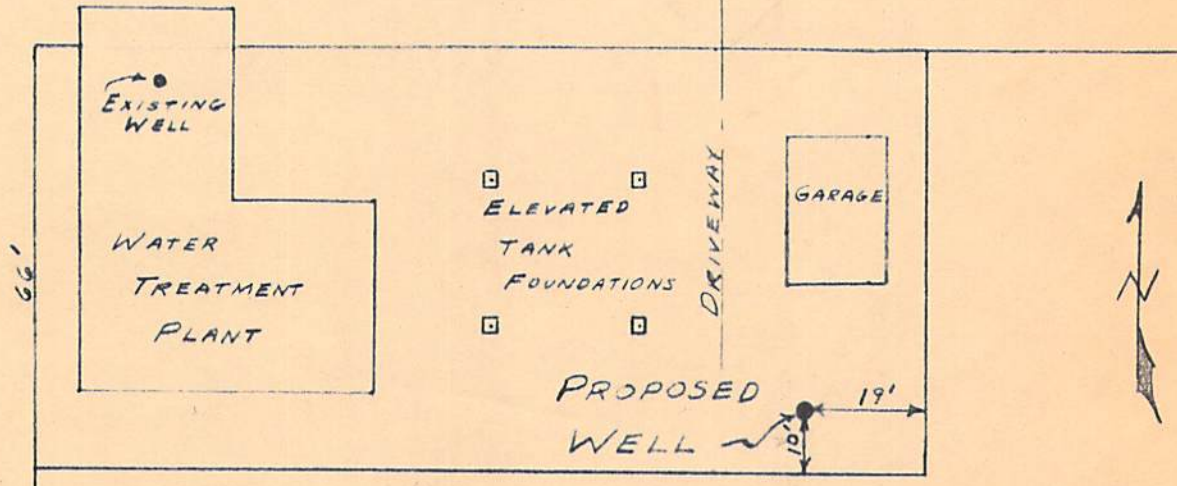 EXISTING
WELL
WATER
TREATMENT
PLANT
66'
ELEVATED
TANK
FOUNDATIONS
DRIVEWAY
GARAGE
N
PROPOSED
WELL
19'
10'